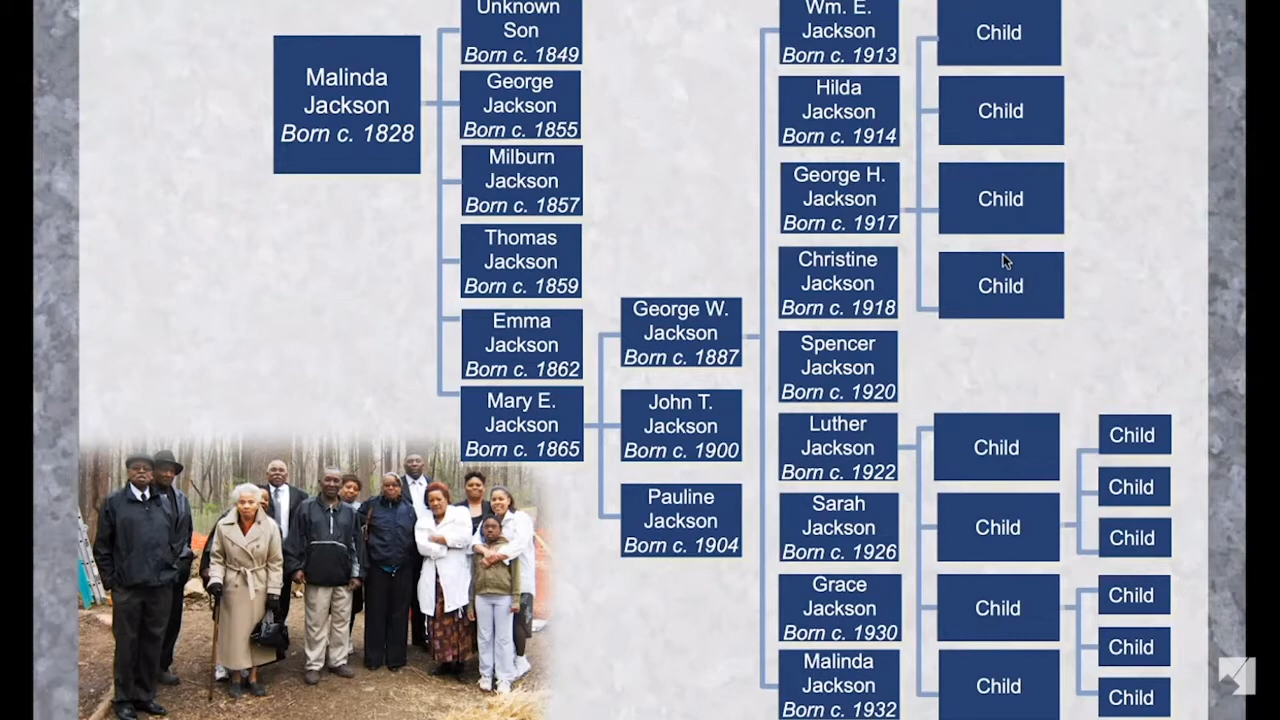 Malinda
Jackson
Born c. 1828
Unknown
Son
Born c. 1849
George
Jackson
Born c. 1855
Milburn
Jackson
Born c. 1857
Thomas
Jackson
Born c. 1859
Emma
Jackson
Born c. 1862
Mary E.
Jackson
Born c. 1865
George W.
Jackson
Born c. 1887
John T.
Jackson
Born c. 1900
Pauline
Jackson
Born c. 1904
Wm. E.
Jackson
Born c. 1913
Hilda
Jackson
Born c. 1914
George H.
Jackson
Born c. 1917
Christine
Jackson
Born c. 1918
Spencer
Jackson
Born c. 1920
Luther
Jackson
Born c. 1922
Sarah
Jackson
Born c. 1926
Grace
Jackson
Born c. 1930
Malinda
Jackson
Born c. 1932
Child
Child
Child
Child
Child
Child
Child
Child
Child
Child
Child
Child
Child
Child